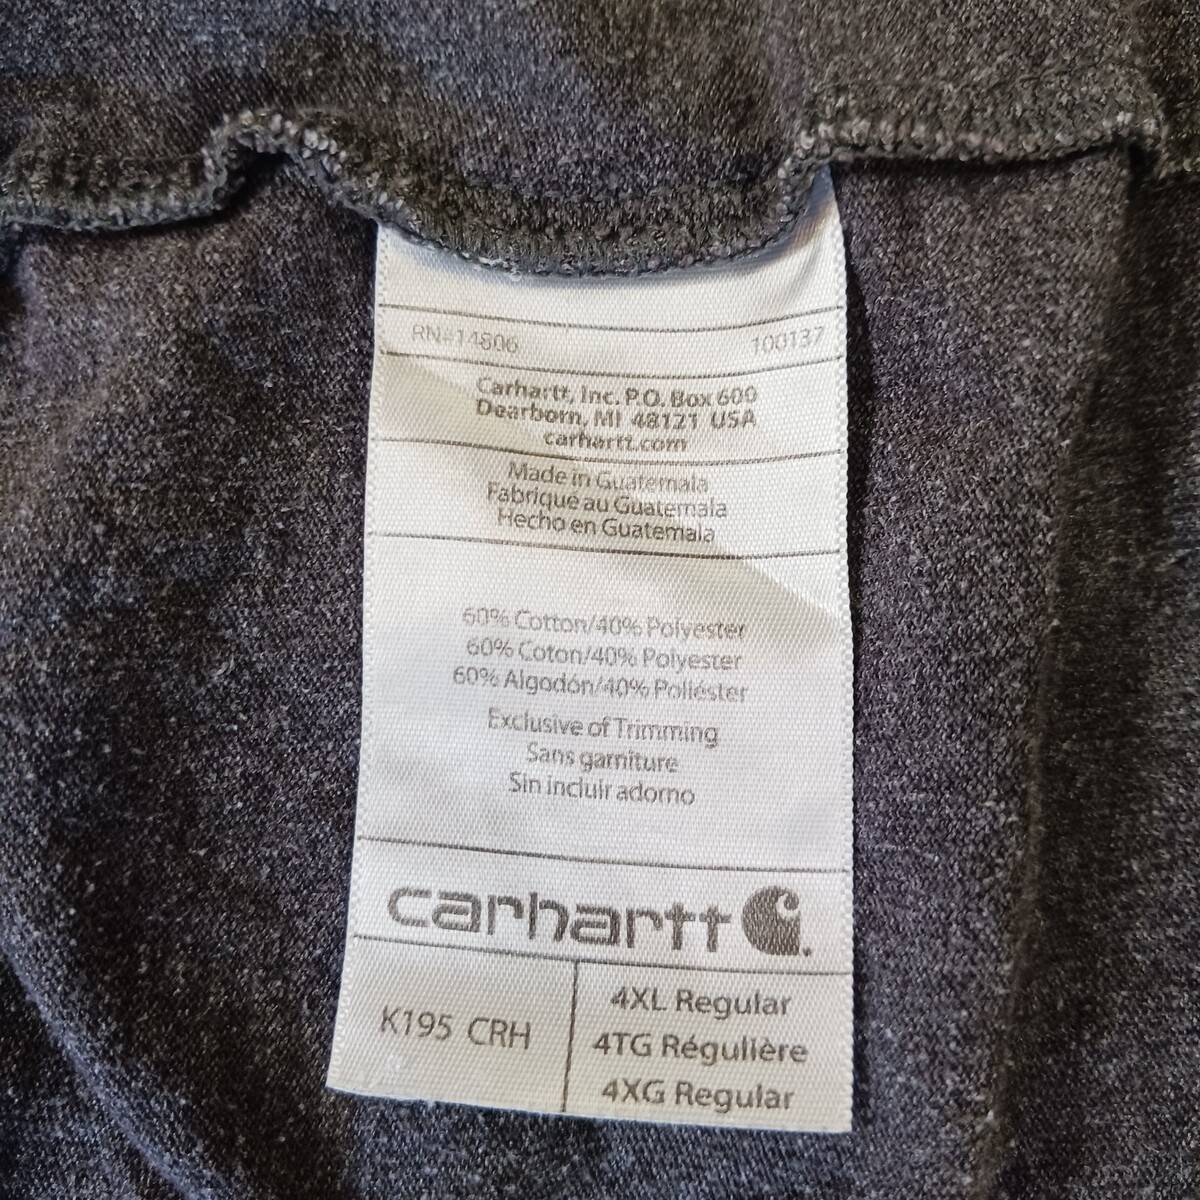 RN#14806 100137
Carhartt, Inc. P.O. Box 600
Dearborn, MI 48121 USA
carhartt.com
Made in Guatemala
Fabriqué au Guatemala
Hecho en Guatemala
60% Cotton/40% Polyester
60% Coton/40% Polyester
60% Algodón/40% Poliéster
Exclusive of Trimming
Sans garniture
Sin incluir adorno
carhartt
K195 CRH
4XL Regular
4TG Régulière
4XG Regular